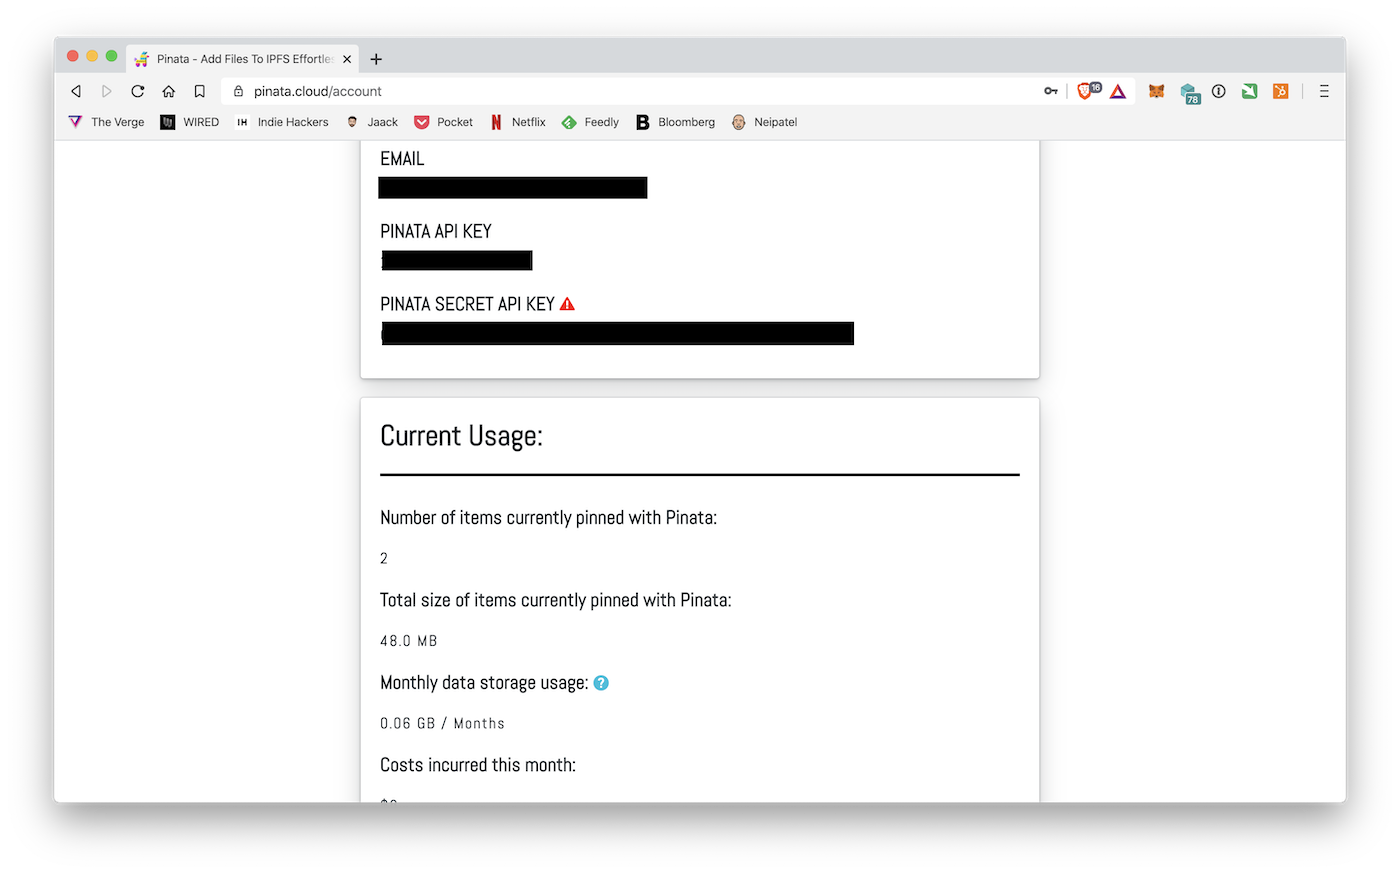 Pinata - Add Files To IPFS Effortles
pinata.cloud/account
16
78
The Verge WIRED IH Indie Hackers Jaack Pocket Netflix Feedly B Bloomberg Neipatel
EMAIL
PINATA API KEY
PINATA SECRET API KEY
Current Usage:
Number of items currently pinned with Pinata:
2
Total size of items currently pinned with Pinata:
48.0 MB
Monthly data storage usage: ?
0.06 GB / Months
Costs incurred this month: